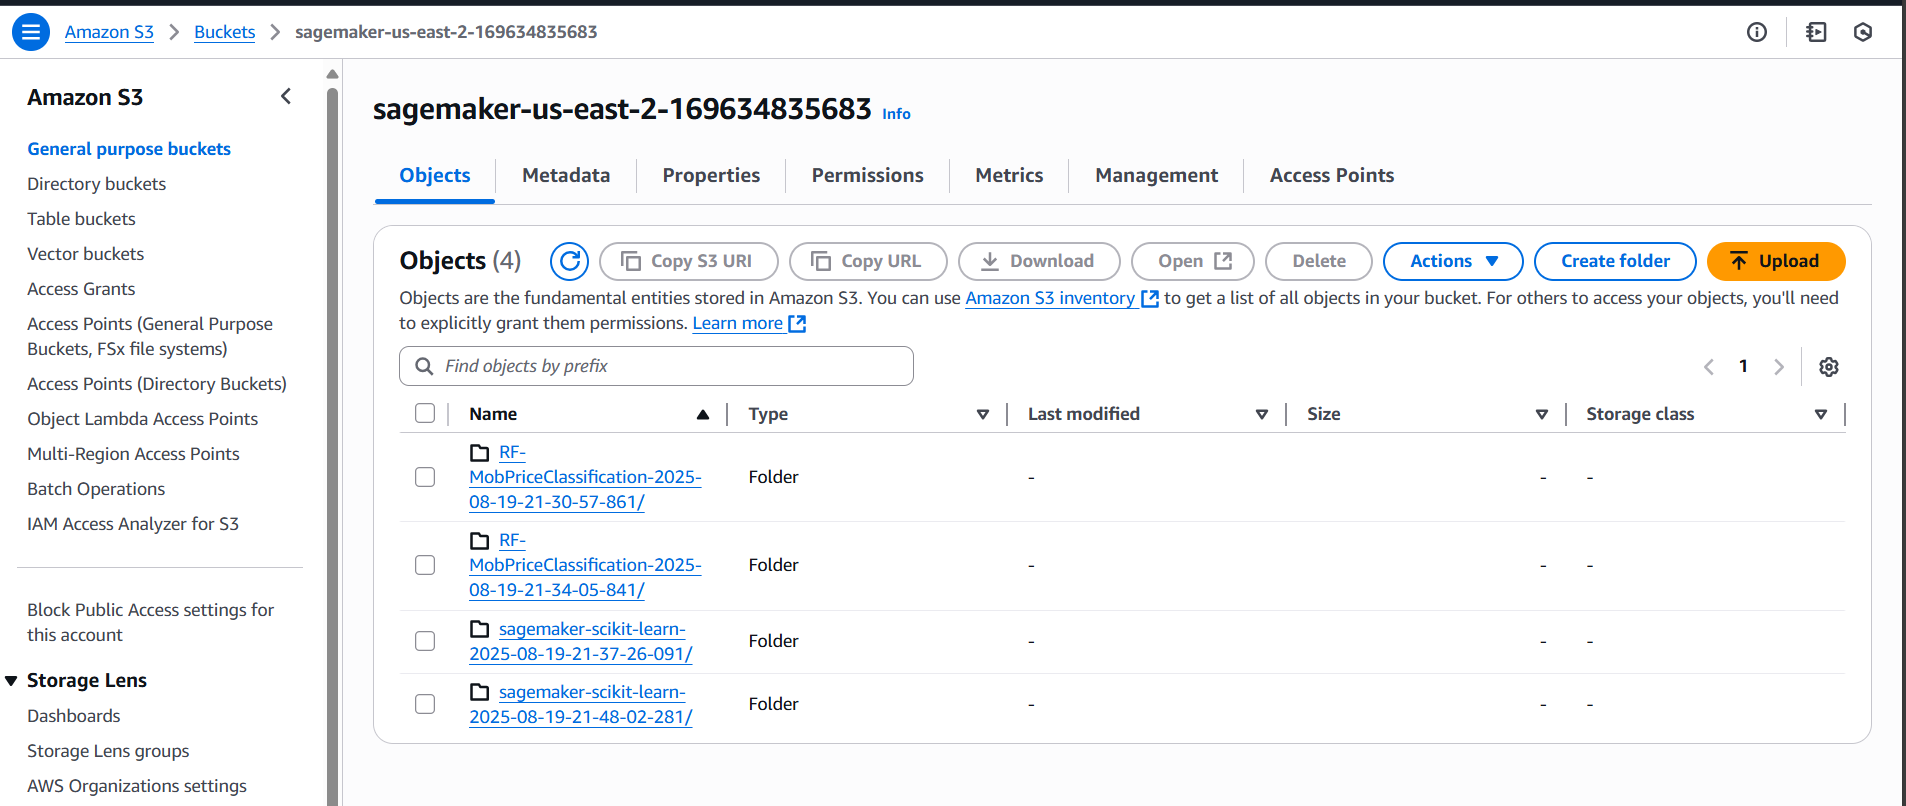 Amazon S3 > Buckets > sagemaker-us-east-2-169634835683
Amazon S3
General purpose buckets
Directory buckets
Table buckets
Vector buckets
Access Grants
Access Points (General Purpose
Buckets, FSx file systems)
Access Points (Directory Buckets)
Object Lambda Access Points
Multi-Region Access Points
Batch Operations
IAM Access Analyzer for S3
Block Public Access settings for
this account
Storage Lens
Dashboards
Storage Lens groups
AWS Organizations settings
sagemaker-us-east-2-169634835683 Info
Objects Metadata Properties Permissions Metrics Management Access Points
Objects (4) Copy S3 URI Copy URL Download Open Delete Actions Create folder Upload
Objects are the fundamental entities stored in Amazon S3. You can use Amazon S3 inventory to get a list of all objects in your bucket. For others to access your objects, you'll need
to explicitly grant them permissions. Learn more
Find objects by prefix
1
Name Type Last modified Size Storage class
RF-
MobPriceClassification-2025- Folder - - -
08-19-21-30-57-861/
RF-
MobPriceClassification-2025- Folder - - -
08-19-21-34-05-841/
sagemaker-scikit-learn- Folder - - -
2025-08-19-21-37-26-091/
sagemaker-scikit-learn- Folder - - -
2025-08-19-21-48-02-281/